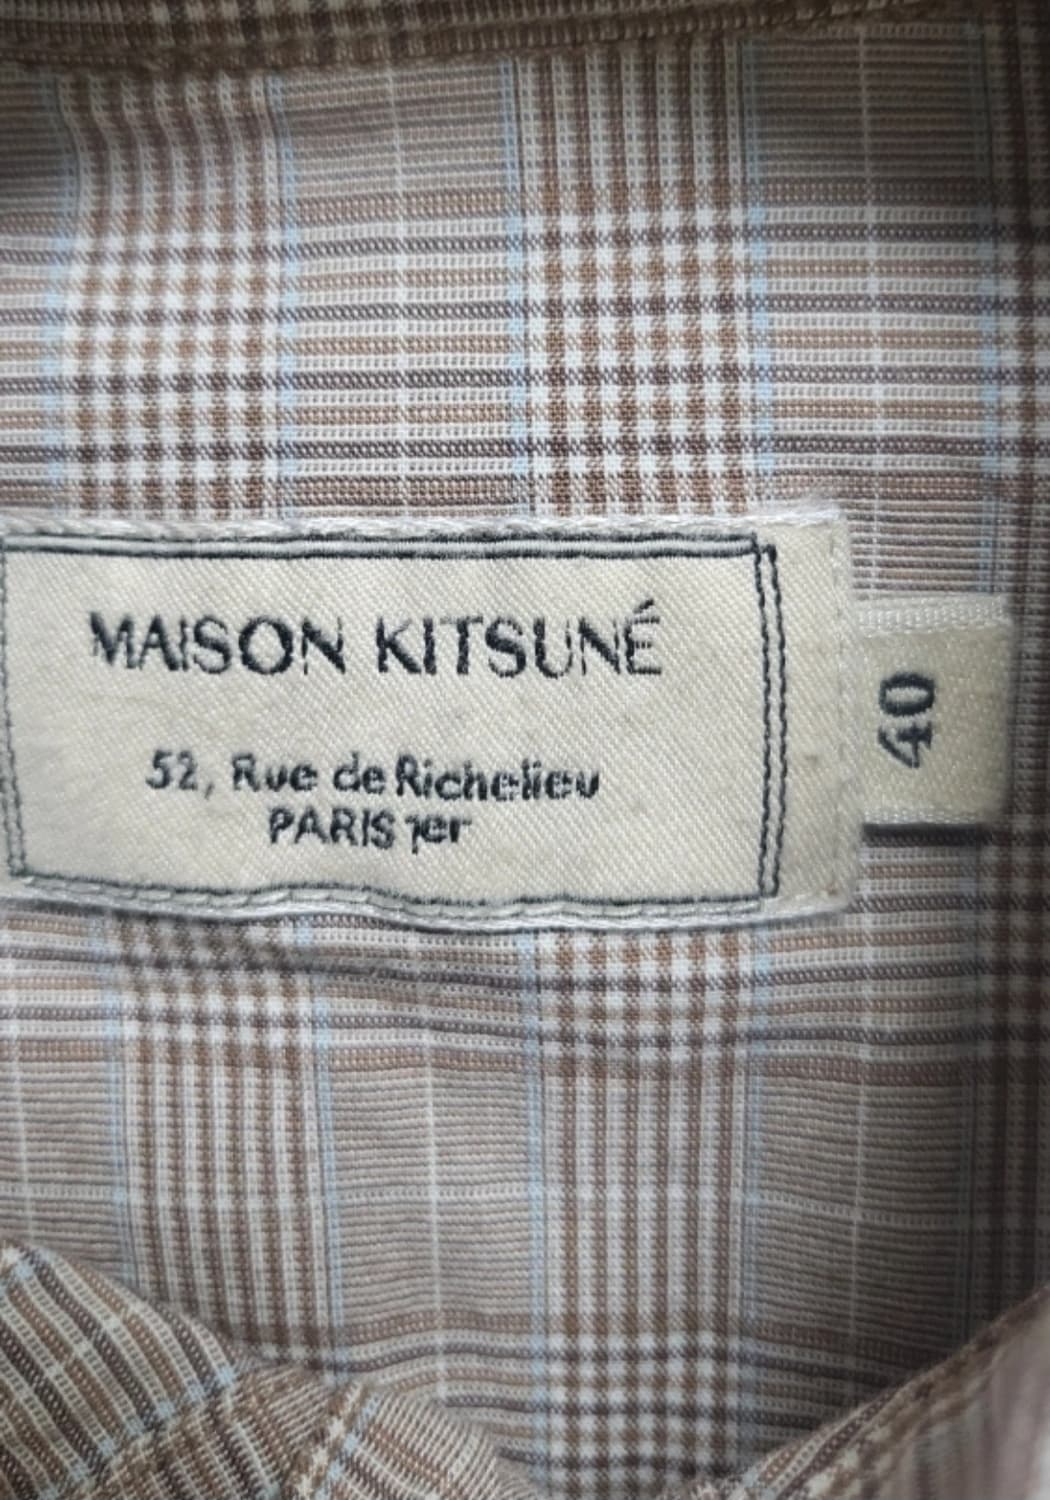 MAISON KITSUNÉ
52, Rue de Richelieu
PARIS 1er
40